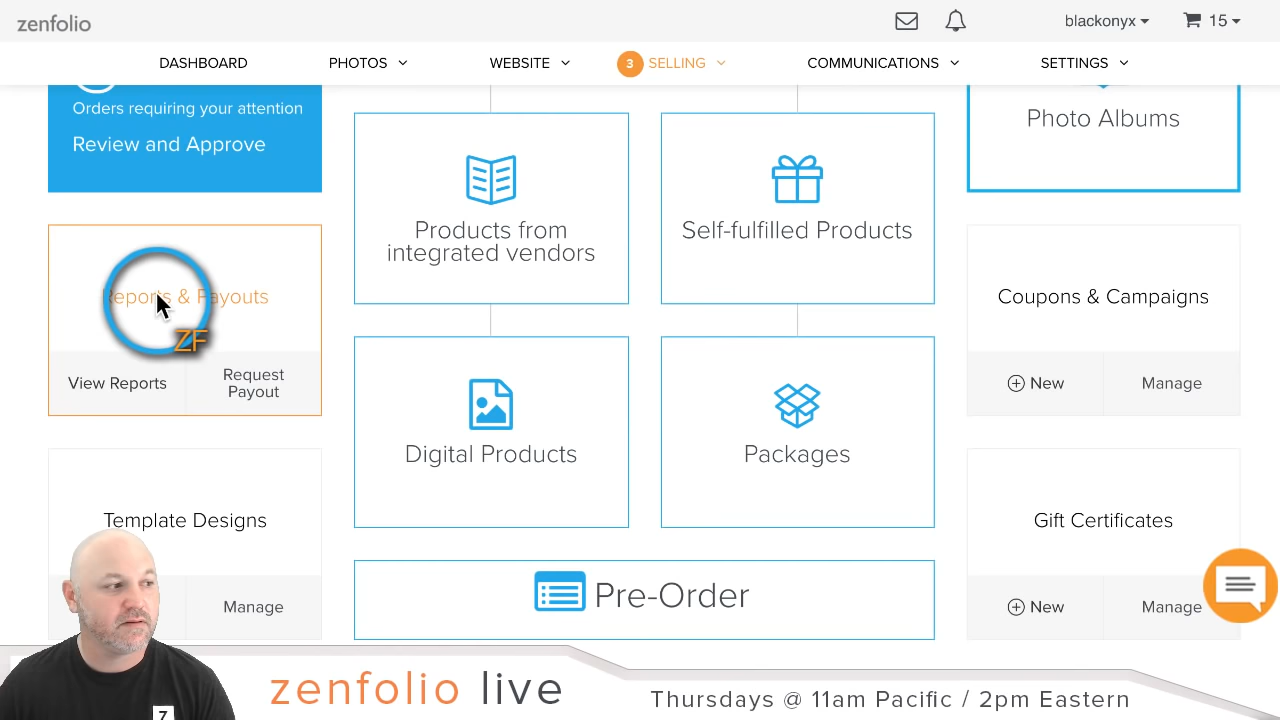 zenfolio
blackonyx
15
DASHBOARD
PHOTOS
WEBSITE
3
SELLING
COMMUNICATIONS
SETTINGS
Orders requiring your attention
Review and Approve
Products from
integrated vendors
Self-fulfilled Products
Photo Albums
Reports & Payouts
ZF
View Reports
Request
Payout
Coupons & Campaigns
New
Manage
Digital Products
Packages
Template Designs
Manage
Gift Certificates
New
Manage
Pre-Order
zenfolio live
Thursdays @ 11am Pacific / 2pm Eastern
7